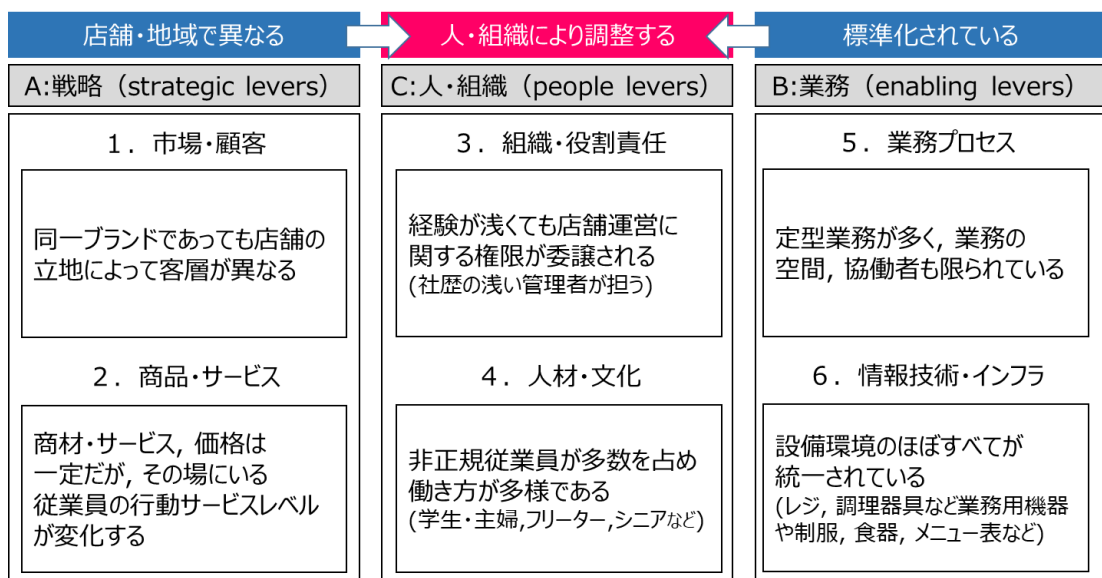 店舗・地域で異なる
人・組織により調整する
標準化されている
A:戦略（strategic levers）
C:人・組織（people levers）
B:業務（enabling levers）
1．市場・顧客
同一ブランドであっても店舗の
立地によって客層が異なる
2．商品・サービス
商材・サービス, 価格は
一定だが, その場にいる
従業員の行動サービスレベル
が変化する
3．組織・役割責任
経験が浅くても店舗運営に
関する権限が委譲される
(社歴の浅い管理者が担う)
4．人材・文化
非正規従業員が多数を占め
働き方が多様である
(学生・主婦,フリーター,シニアなど)
5．業務プロセス
定型業務が多く, 業務の
空間, 協働者も限られている
6．情報技術・インフラ
設備環境のほぼすべてが
統一されている
(レジ, 調理器具など業務用機器
や制服, 食器, メニュー表など)